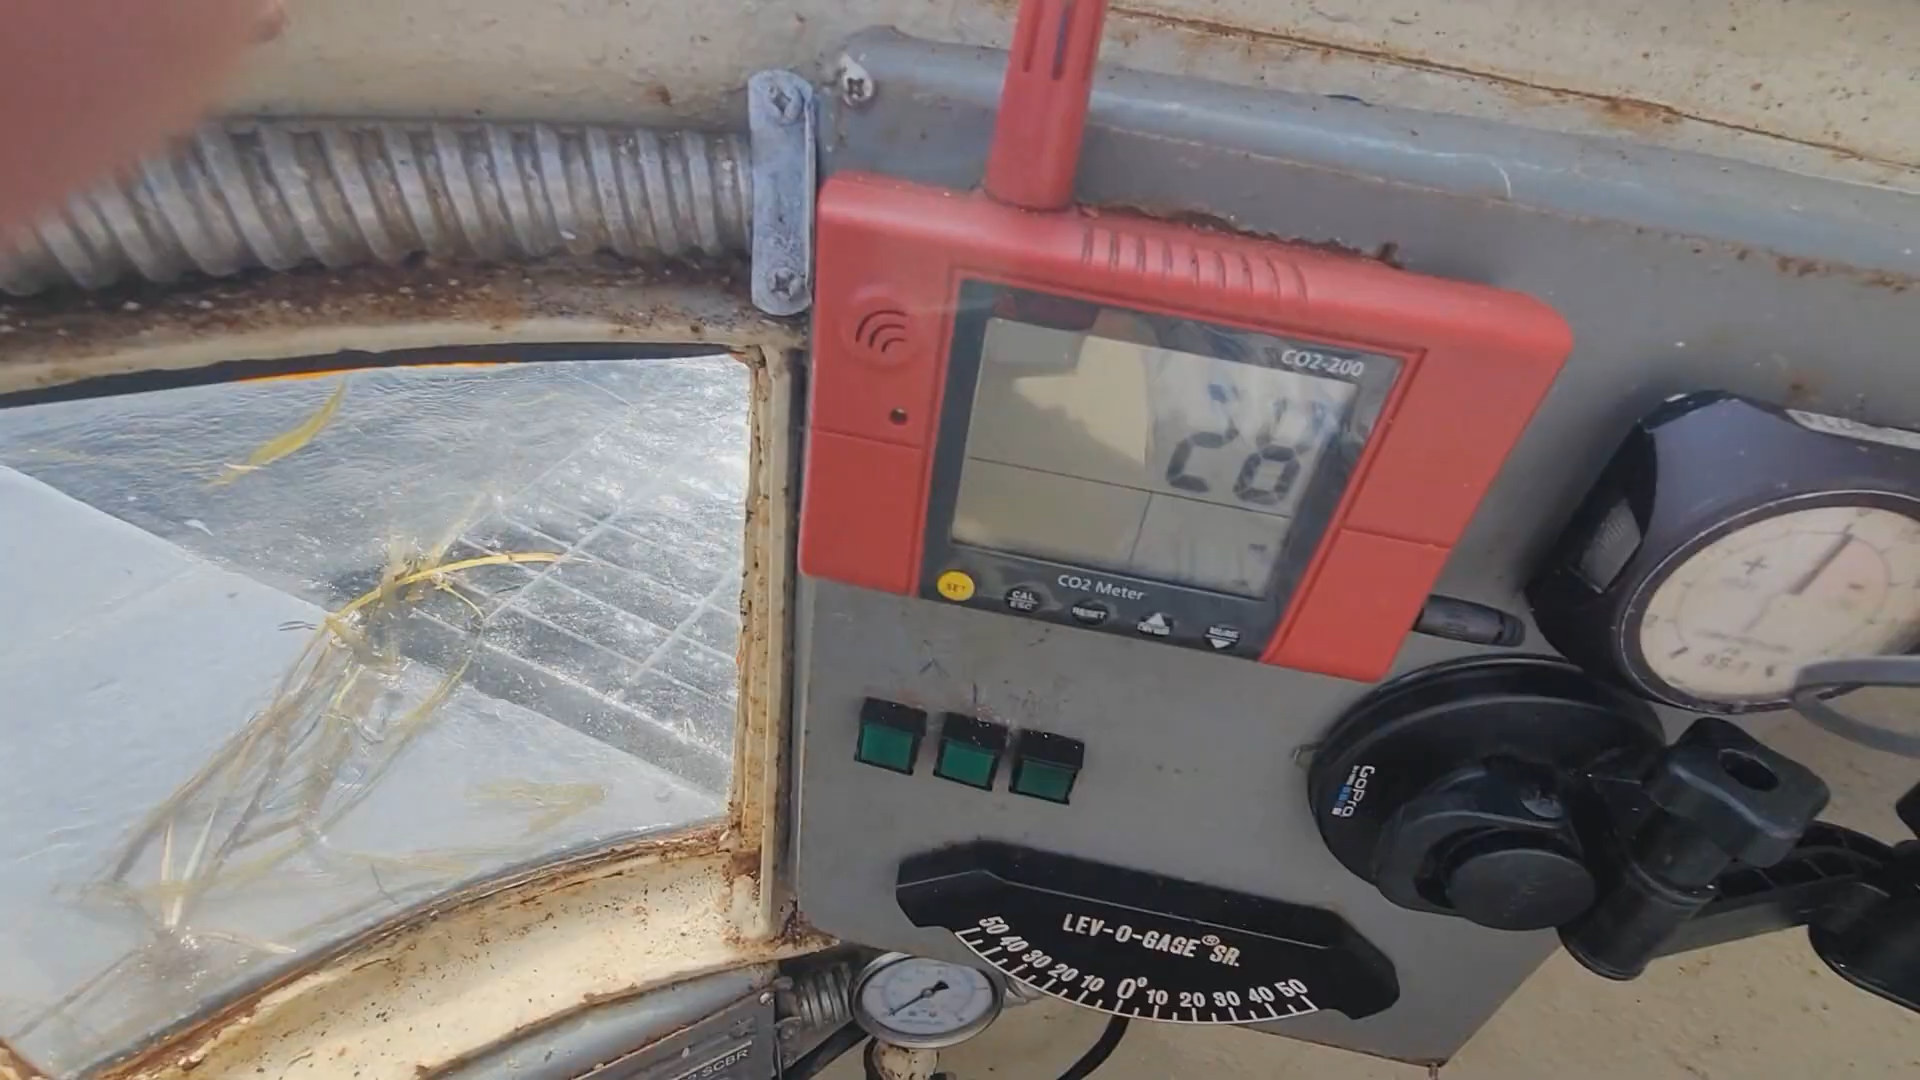 CO2-200
28
CO2 Meter
SET
CAL
ESC
RESET
GoPro
LEV-O-GAGE® SR.
50 40 30 20 10 0° 10 20 30 40 50
SCBR